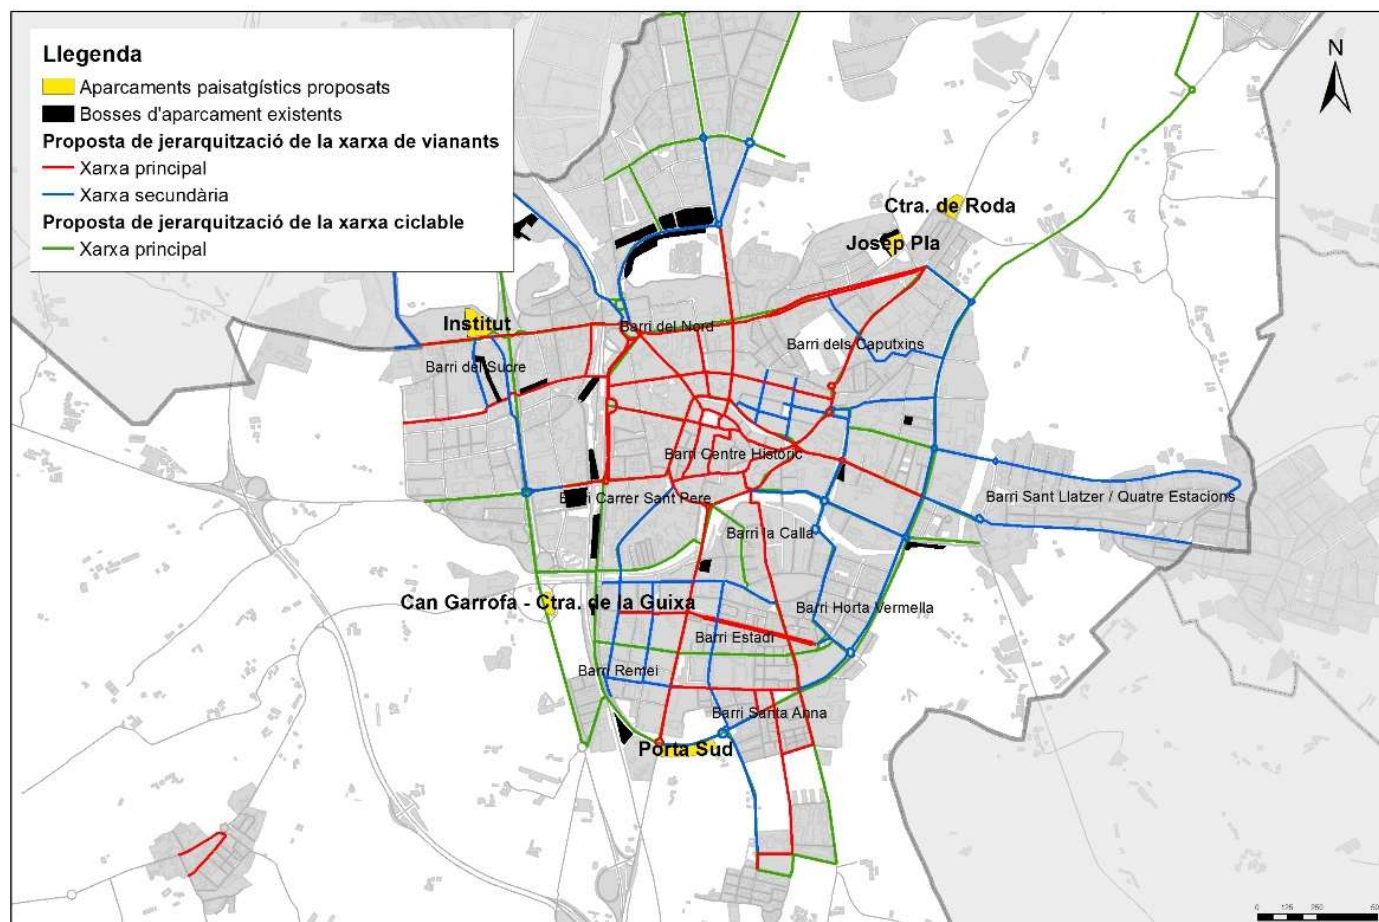 Llegenda
Aparcaments paisatgístics proposats
Bosses d'aparcament existents
Proposta de jerarquització de la xarxa de vianants
Xarxa principal
Xarxa secundària
Proposta de jerarquització de la xarxa ciclable
Xarxa principal
N
Ctra. de Roda
Josep Pla
Institut
Barri del Nord
Barri dels Caputxins
Barri del Sucre
Barri Centre Històric
Barri Carrer Sant Pere
Barri Sant Llatzer / Quatre Estacions
Barri la Calla
Can Garrofa - Ctra. de la Guixa
Barri Horta Vermella
Barri Estadi
Barri Remei
Barri Santa Anna
Porta Sud
0 125 250